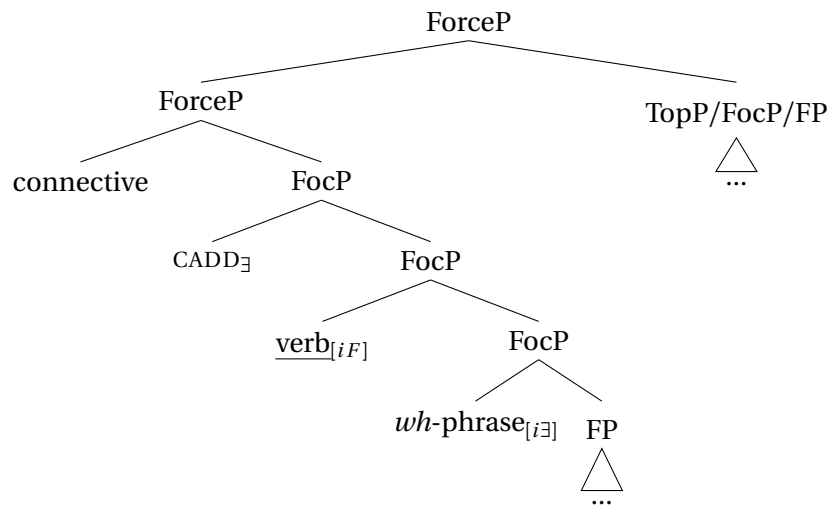 ForceP
ForceP TopP/FocP/FP
connective FocP ...
CADD∃ FocP
verb[iF] FocP
wh-phrase[i∃] FP
...